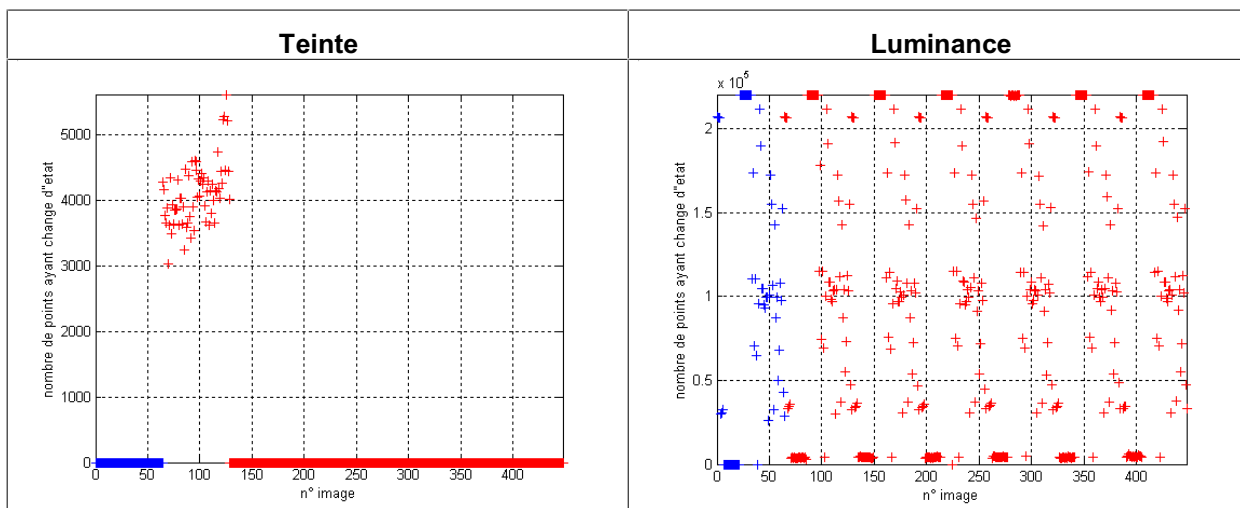 Teinte
Luminance
5000
4000
3000
2000
1000
0
nombre de points ayant change d"etat
0 50 100 150 200 250 300 350 400
n° image
x 10⁵
2
1.5
1
0.5
0
nombre de points ayant change d"etat
0 50 100 150 200 250 300 350 400
n° image